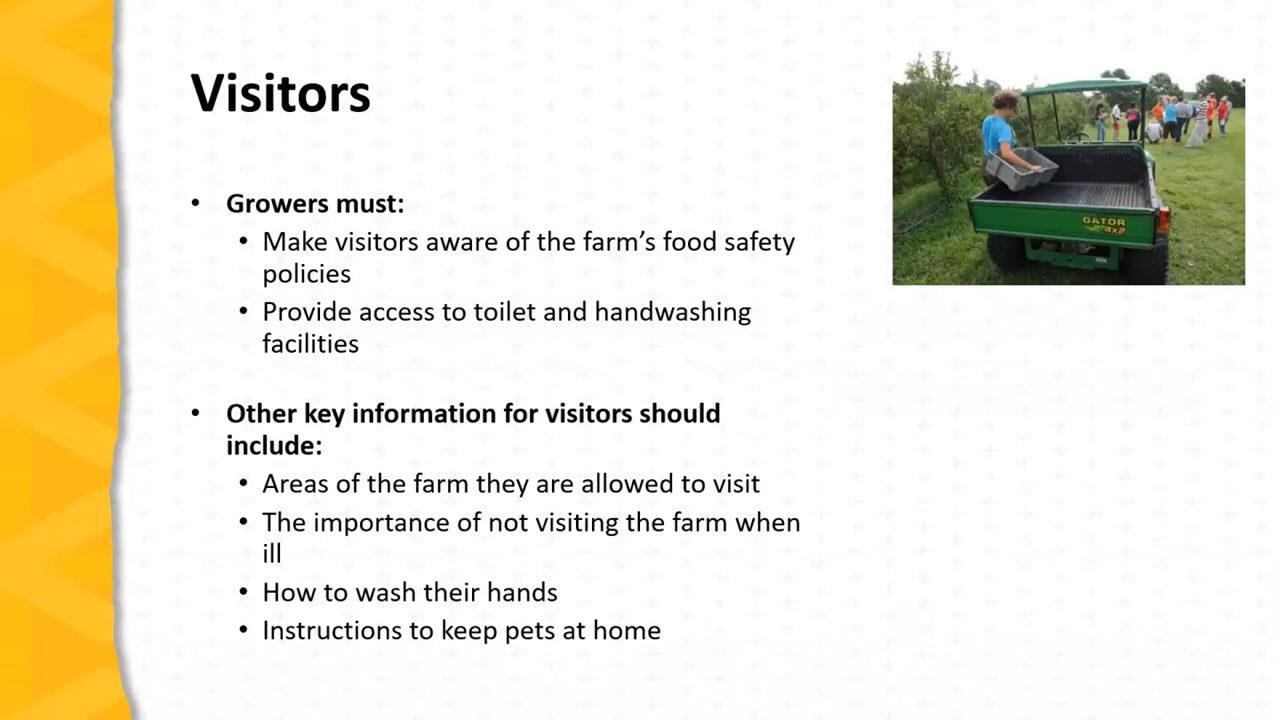 Visitors
• Growers must:
• Make visitors aware of the farm’s food safety
policies
• Provide access to toilet and handwashing
facilities
• Other key information for visitors should
include:
• Areas of the farm they are allowed to visit
• The importance of not visiting the farm when
ill
• How to wash their hands
• Instructions to keep pets at home
GATOR
4x2